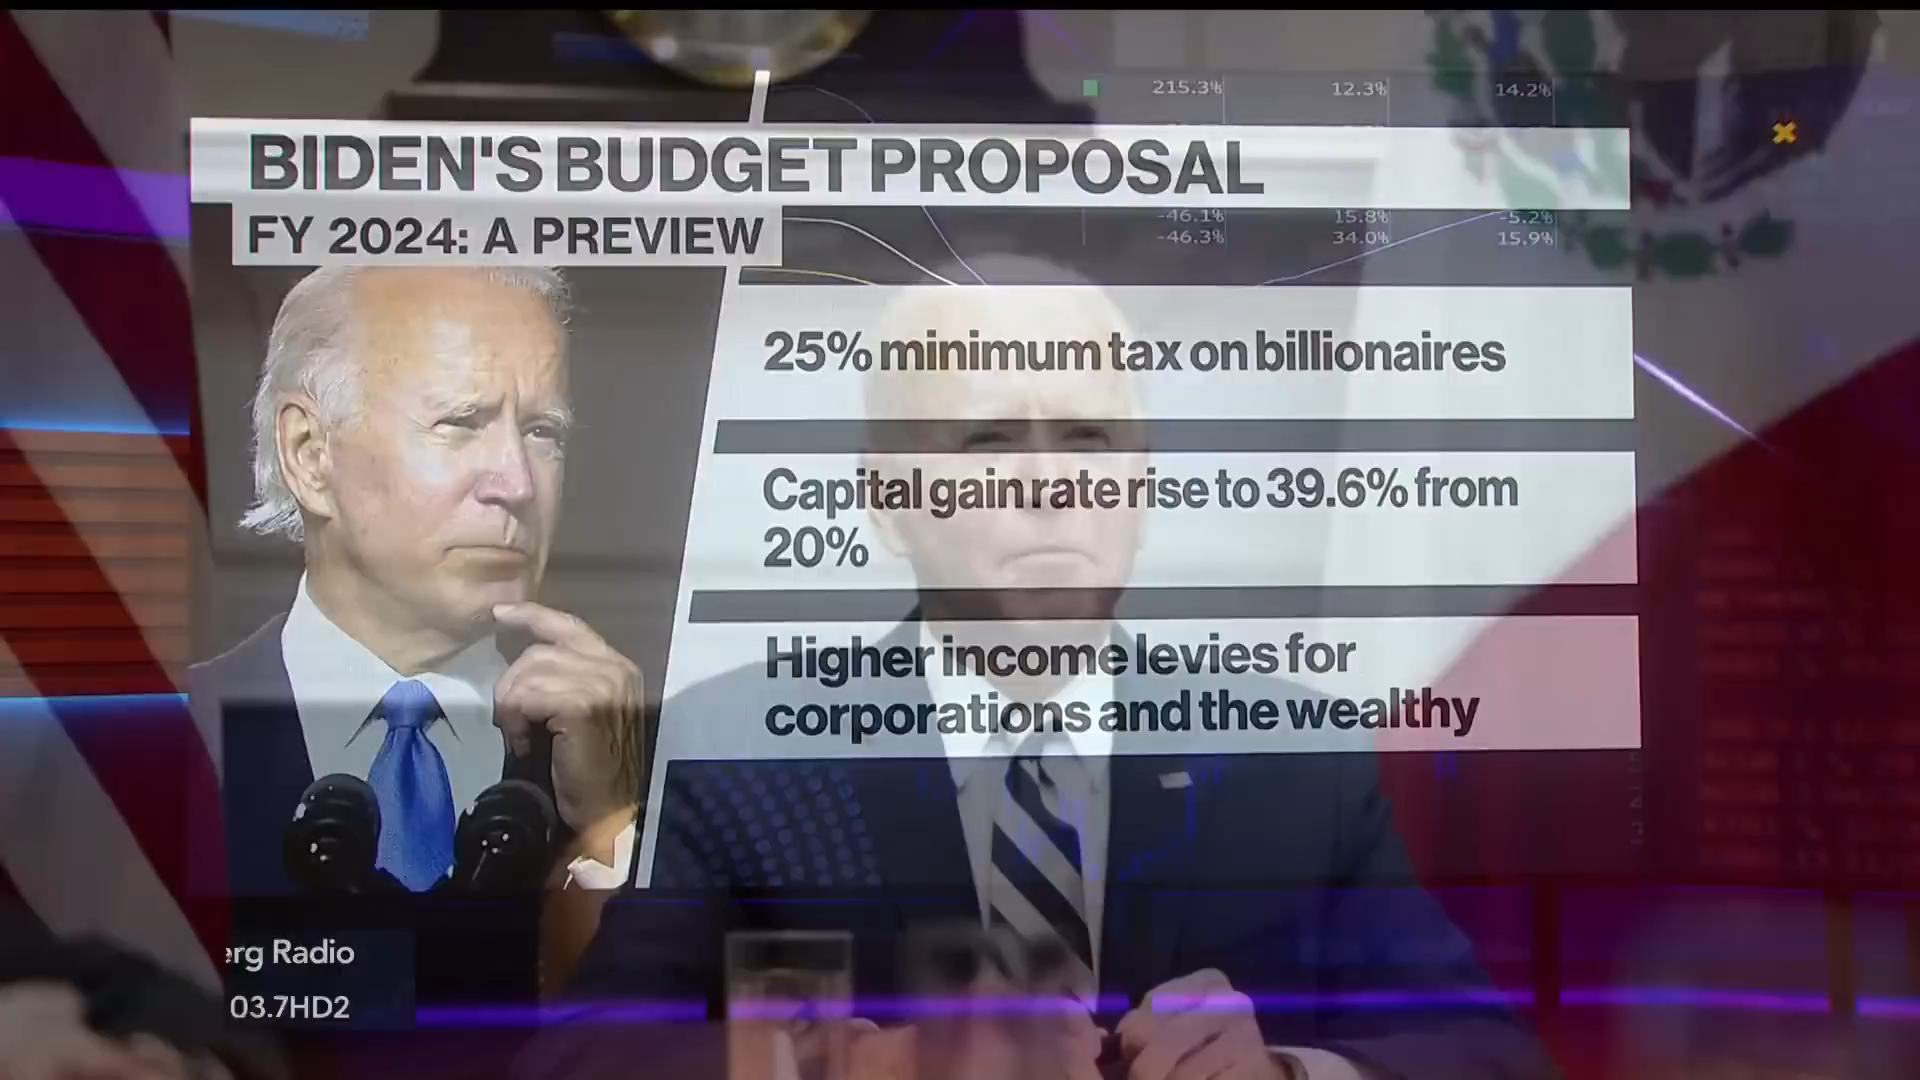 215.3% 12.3% 14.2%
BIDEN'S BUDGET PROPOSAL
-46.1% 15.8% -5.2%
FY 2024: A PREVIEW
-46.3% 34.0% 15.9%
25% minimum tax on billionaires
Capital gain rate rise to 39.6% from
20%
Higher income levies for
corporations and the wealthy
erg Radio
03.7HD2